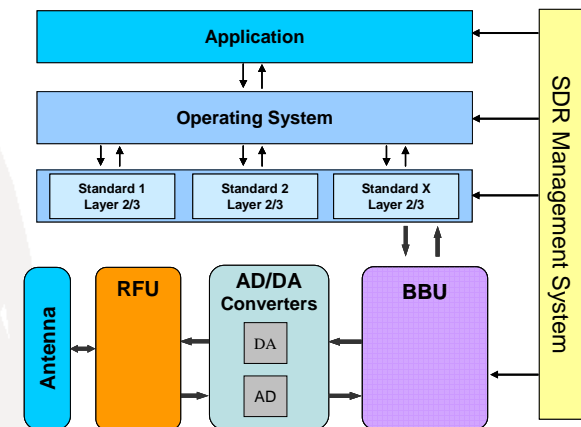 Application
Operating System
Standard 1
Layer 2/3
Standard 2
Layer 2/3
Standard X
Layer 2/3
SDR Management System
Antenna
RFU
AD/DA
Converters
DA
AD
BBU